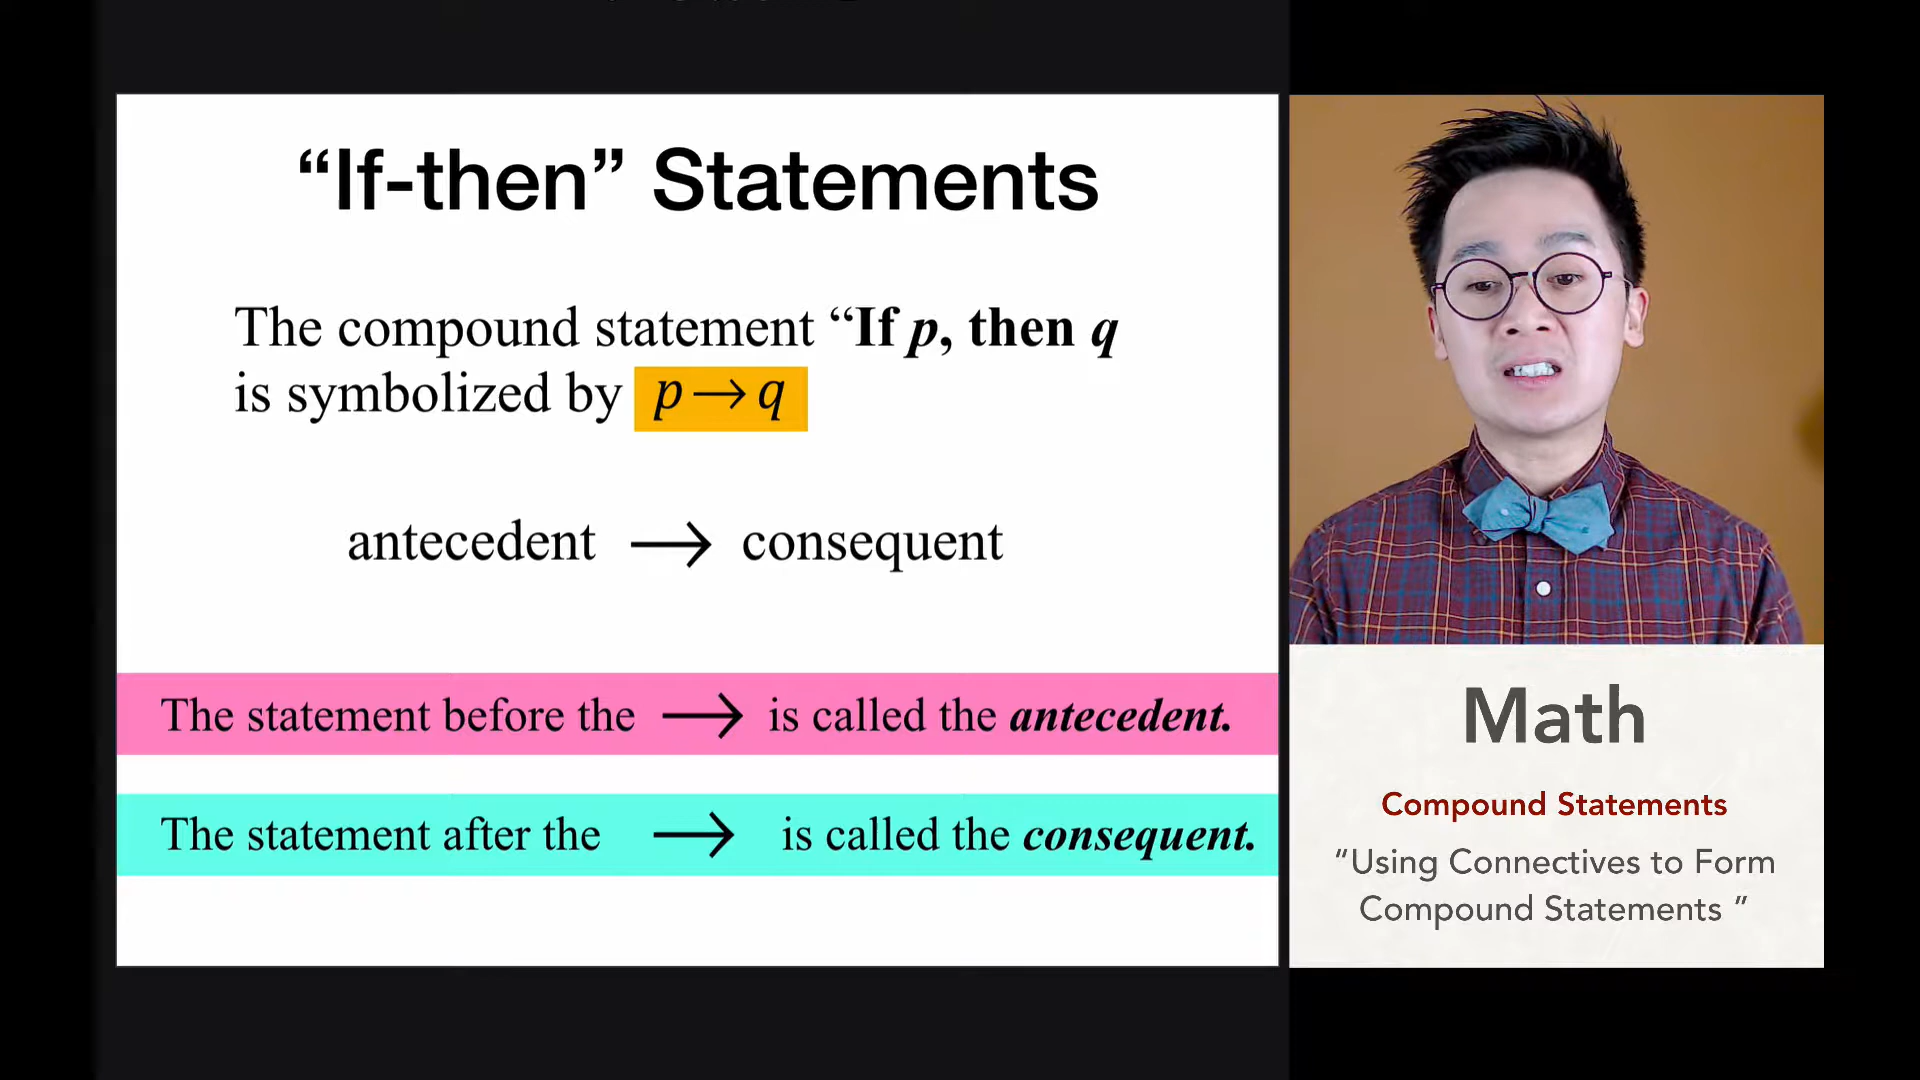 “If-then” Statements
The compound statement “If p, then q
is symbolized by p → q
antecedent → consequent
The statement before the → is called the antecedent.
The statement after the → is called the consequent.
Math
Compound Statements
“Using Connectives to Form
Compound Statements ”